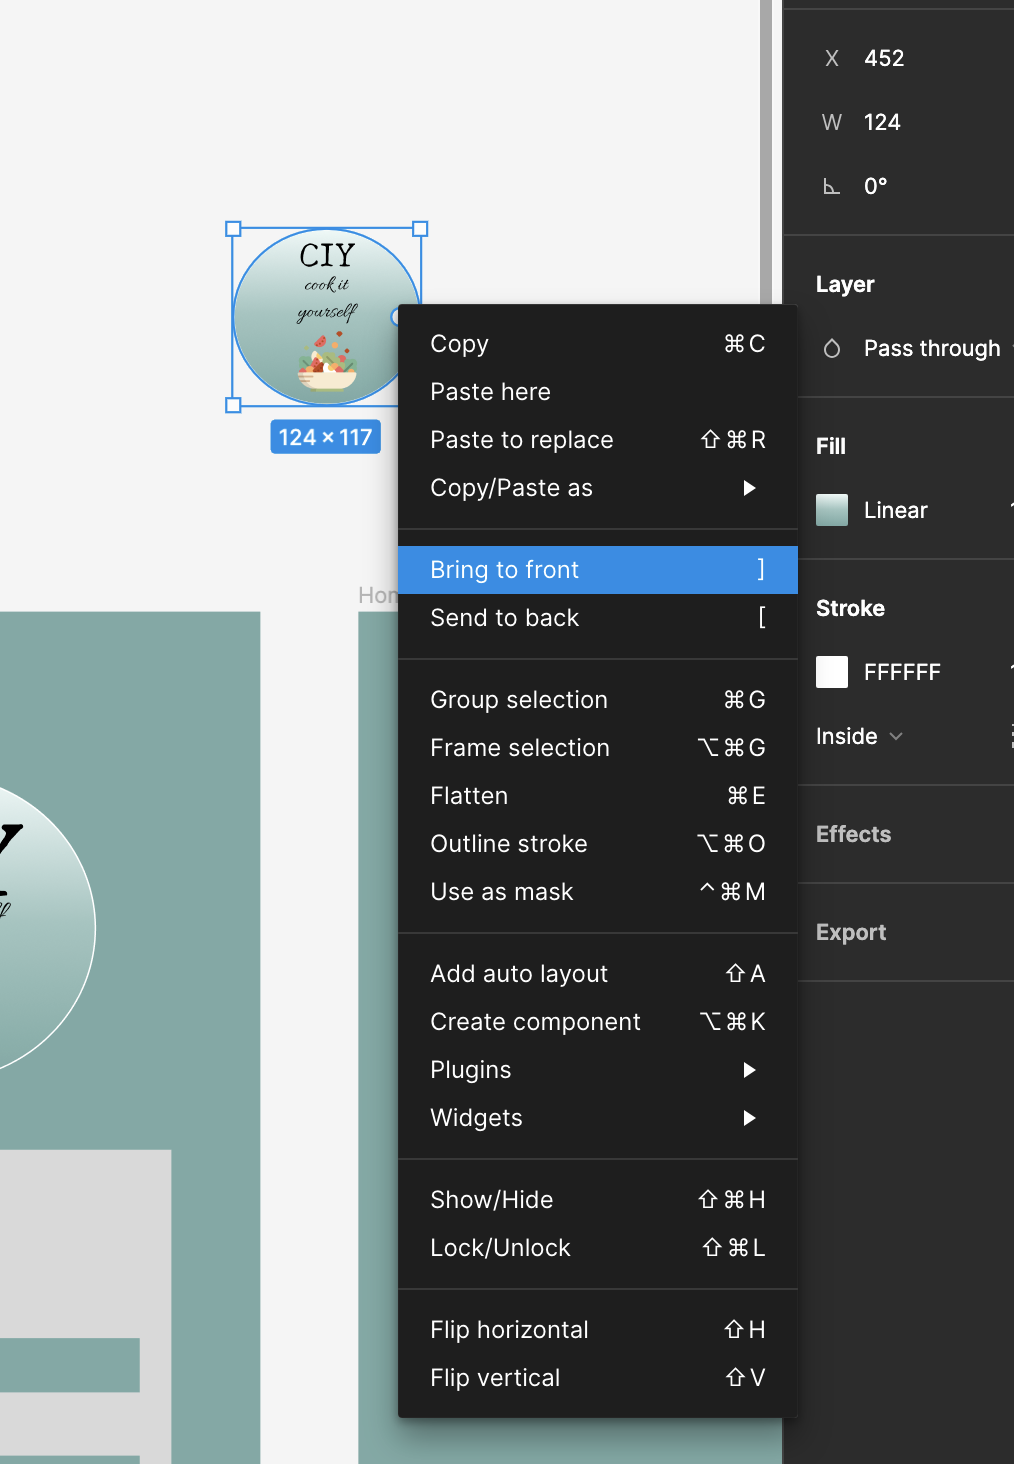 X 452
W 124
0°
CIY
cook it
yourself
124 × 117
Layer
Pass through
Fill
Linear
Stroke
FFFFFF
Inside
Effects
Export
Copy ⌘C
Paste here
Paste to replace ⇧⌘R
Copy/Paste as
Bring to front ]
Send to back [
Group selection ⌘G
Frame selection ⌥⌘G
Flatten ⌘E
Outline stroke ⌥⌘O
Use as mask ^⌘M
Add auto layout ⇧A
Create component ⌥⌘K
Plugins
Widgets
Show/Hide ⇧⌘H
Lock/Unlock ⇧⌘L
Flip horizontal ⇧H
Flip vertical ⇧V